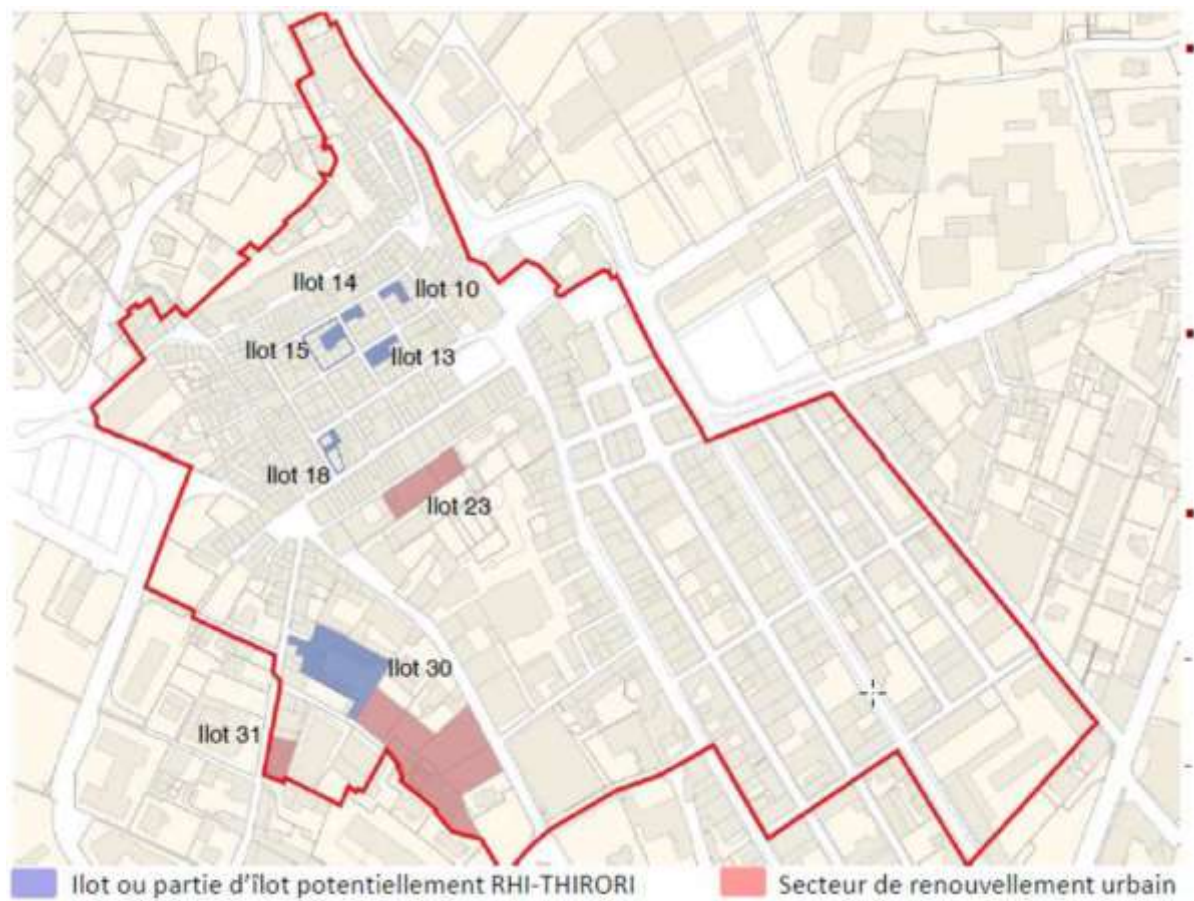 Ilot 14
Ilot 10
Ilot 15
Ilot 13
Ilot 18
Ilot 23
Ilot 30
Ilot 31
Ilot ou partie d'îlot potentiellement RHI-THIRORI
Secteur de renouvellement urbain